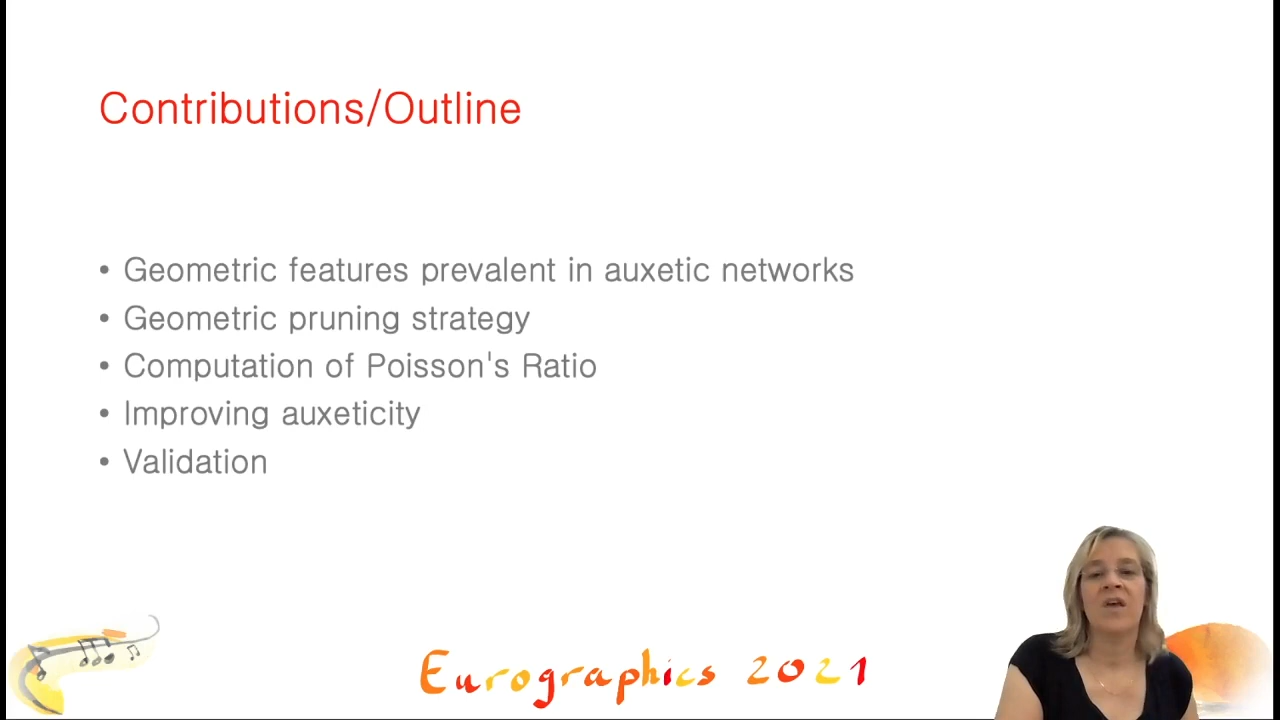 Contributions/Outline
• Geometric features prevalent in auxetic networks
• Geometric pruning strategy
• Computation of Poisson's Ratio
• Improving auxeticity
• Validation
Eurographics 2021